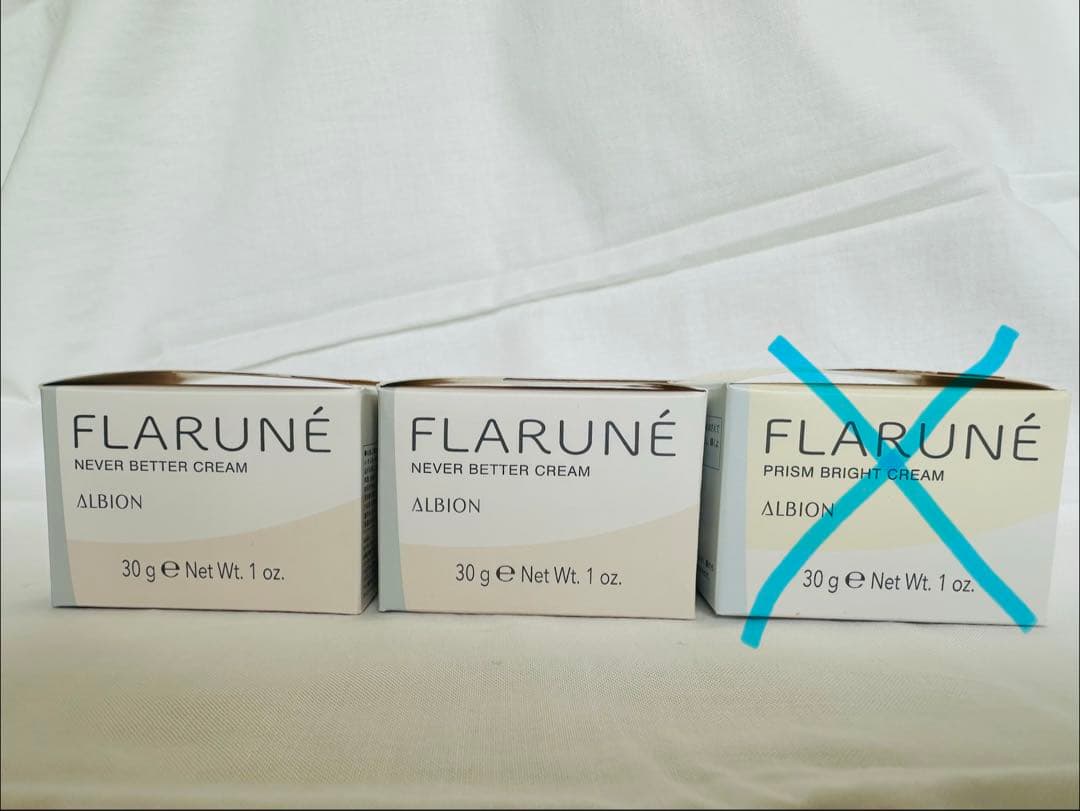 FLARUNÉ
NEVER BETTER CREAM
ALBION
30 g ℮ Net Wt. 1 oz.
FLARUNÉ
NEVER BETTER CREAM
ALBION
30 g ℮ Net Wt. 1 oz.
FLARUNÉ
PRISM BRIGHT CREAM
ALBION
30 g ℮ Net Wt. 1 oz.